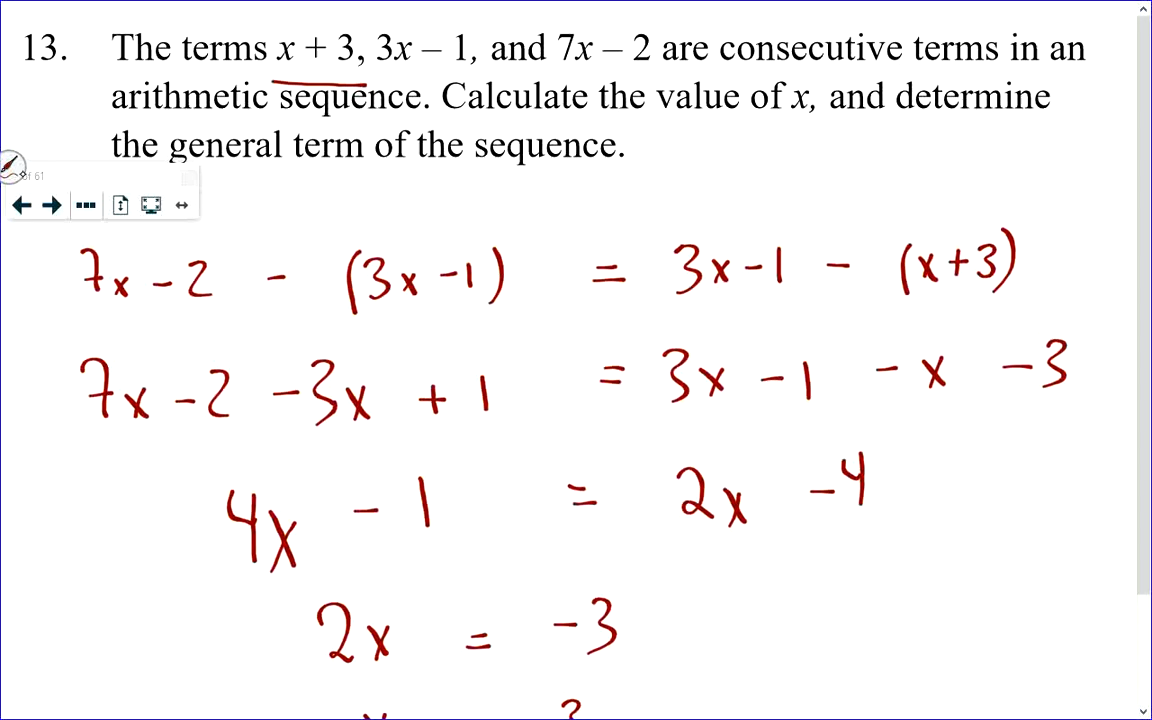 13. The terms x + 3, 3x – 1, and 7x – 2 are consecutive terms in an
arithmetic sequence. Calculate the value of x, and determine
the general term of the sequence.
of 61
7x - 2 - (3x - 1) = 3x - 1 - (x + 3)
7x - 2 - 3x + 1 = 3x - 1 - x - 3
4x - 1 = 2x - 4
2x = -3